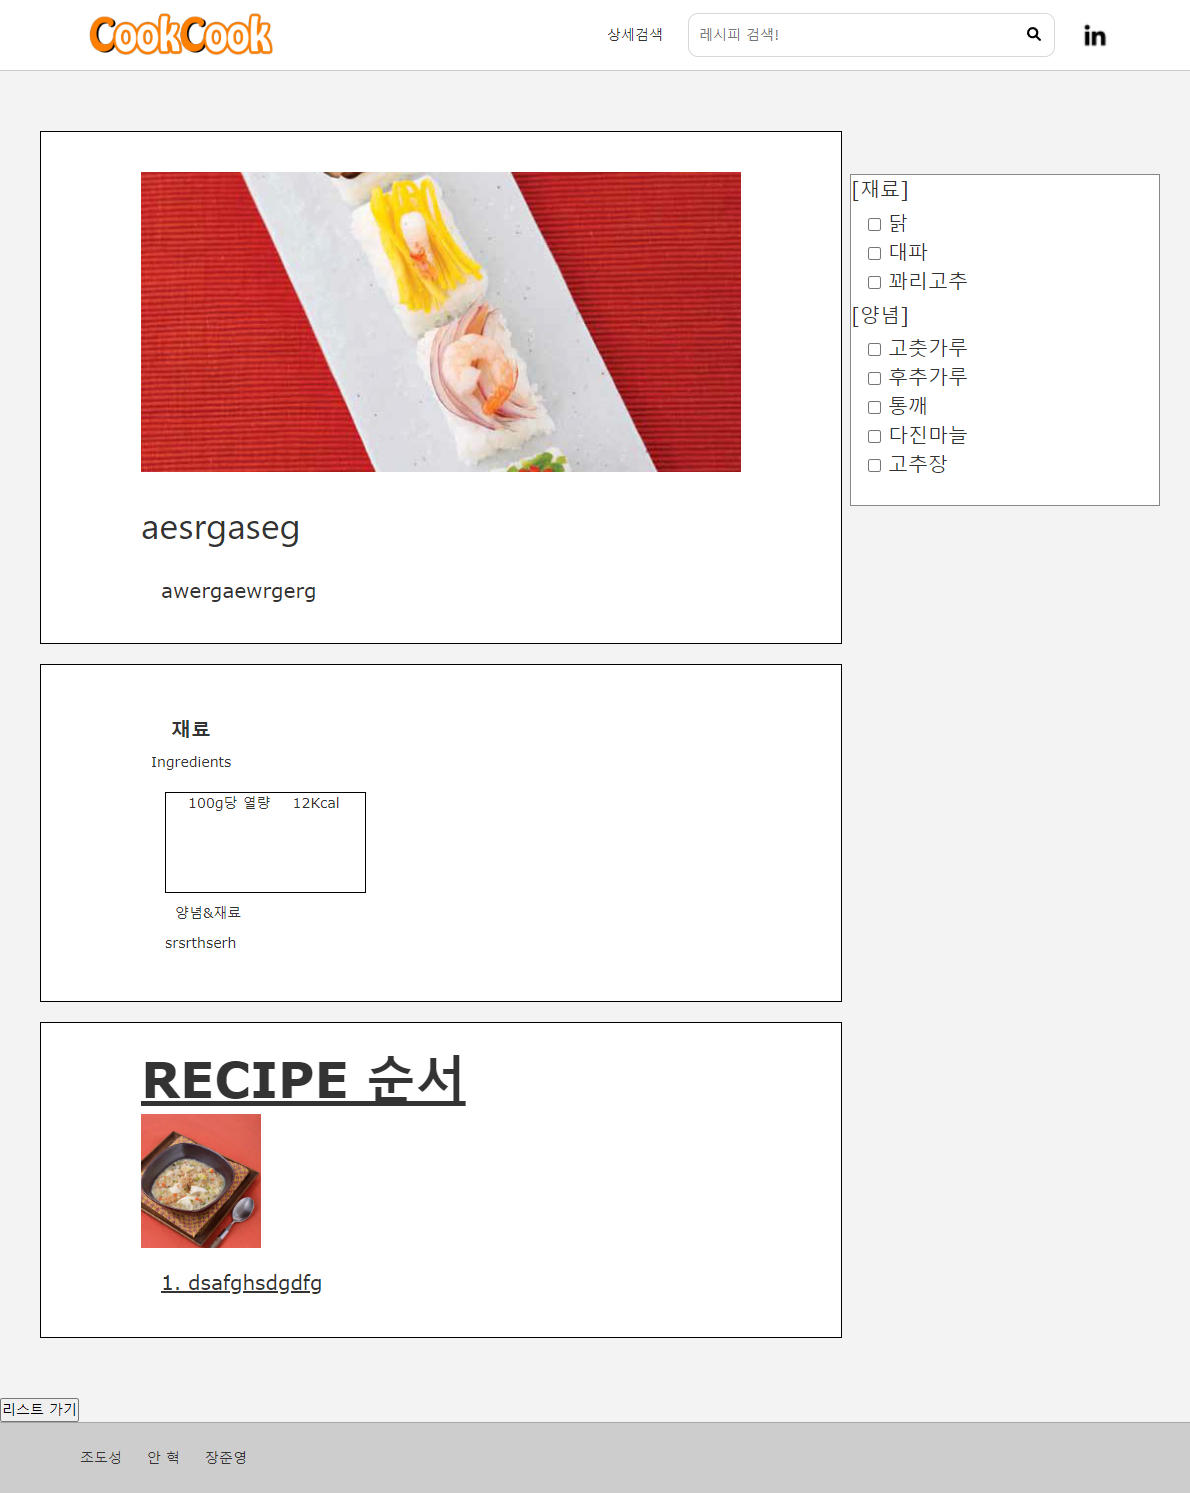 CookCook
상세검색
레시피 검색!
in
aesrgaseg
awergaewrgerg
[재료]
닭
대파
꽈리고추
[양념]
고춧가루
후추가루
통깨
다진마늘
고추장
재료
Ingredients
100g당 열량 12Kcal
양념&재료
srsrthserh
RECIPE 순서
1. dsafghsdgdfg
리스트 가기
조도성 안 혁 장준영